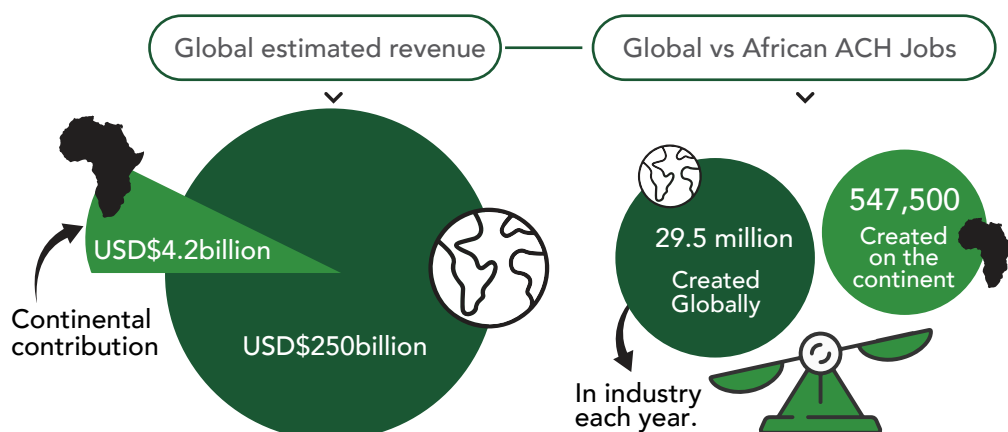 Global estimated revenue
Global vs African ACH Jobs
USD$4.2billion
Continental
contribution
USD$250billion
29.5 million
Created
Globally
In industry
each year.
547,500
Created
on the
continent